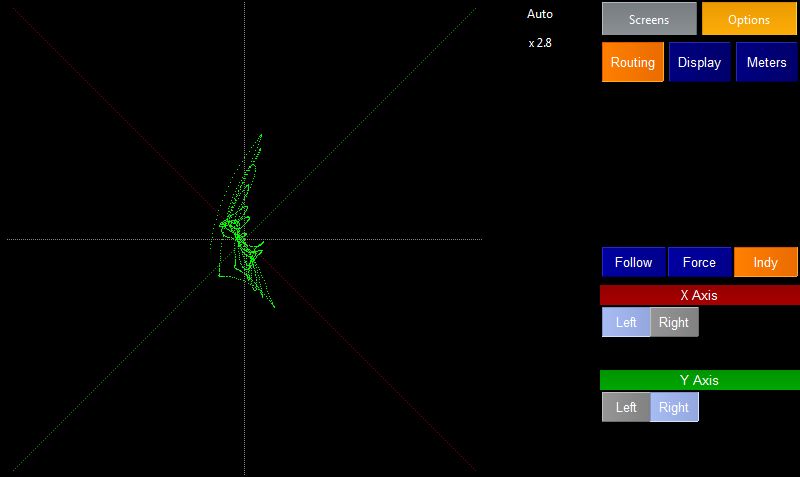 Auto
x 2.8
Screens
Options
Routing
Display
Meters
Follow
Force
Indy
X Axis
Left
Right
Y Axis
Left
Right